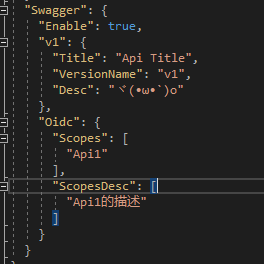 "Swagger": {
"Enable": true,
"v1": {
"Title": "Api Title",
"VersionName": "v1",
"Desc": "ヾ(•ω•`)o"
},
"Oidc": {
"Scopes": [
"Api1"
],
"ScopesDesc": [
"Api1的描述"
]
}
}